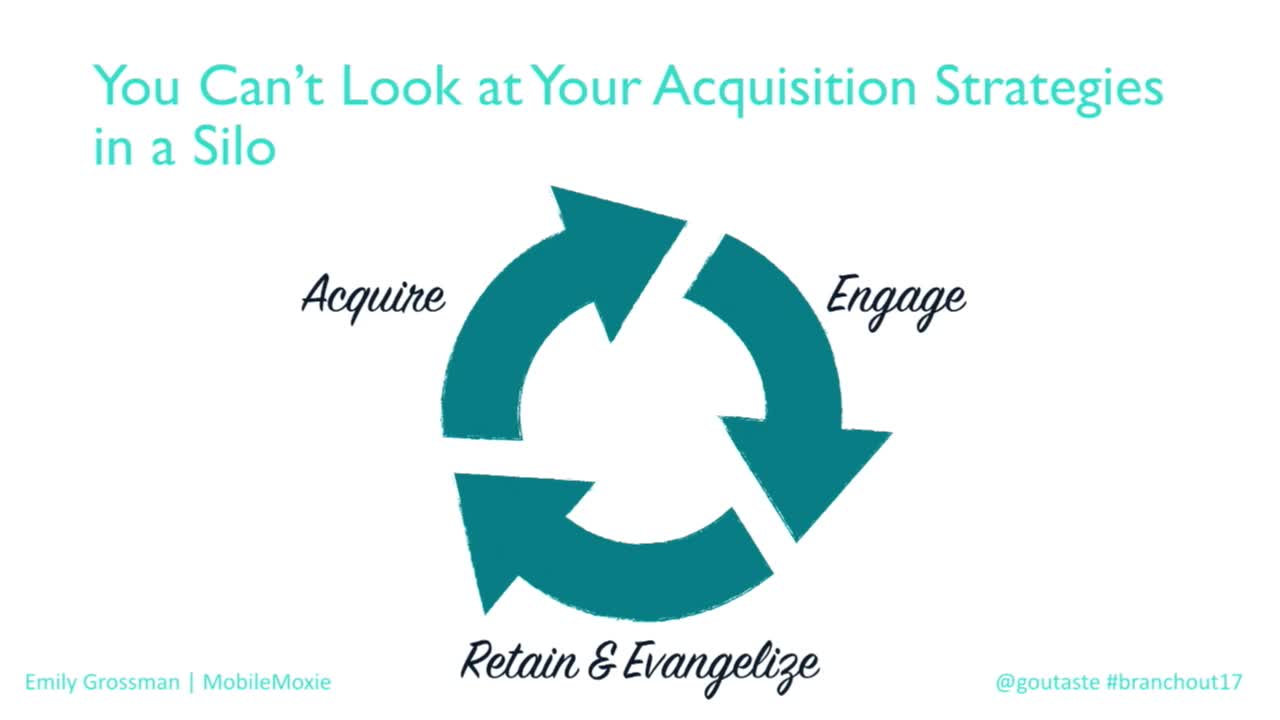 You Can't Look at Your Acquisition Strategies
in a Silo
Acquire
Engage
Retain & Evangelize
Emily Grossman | MobileMoxie
@goutaste #branchout17